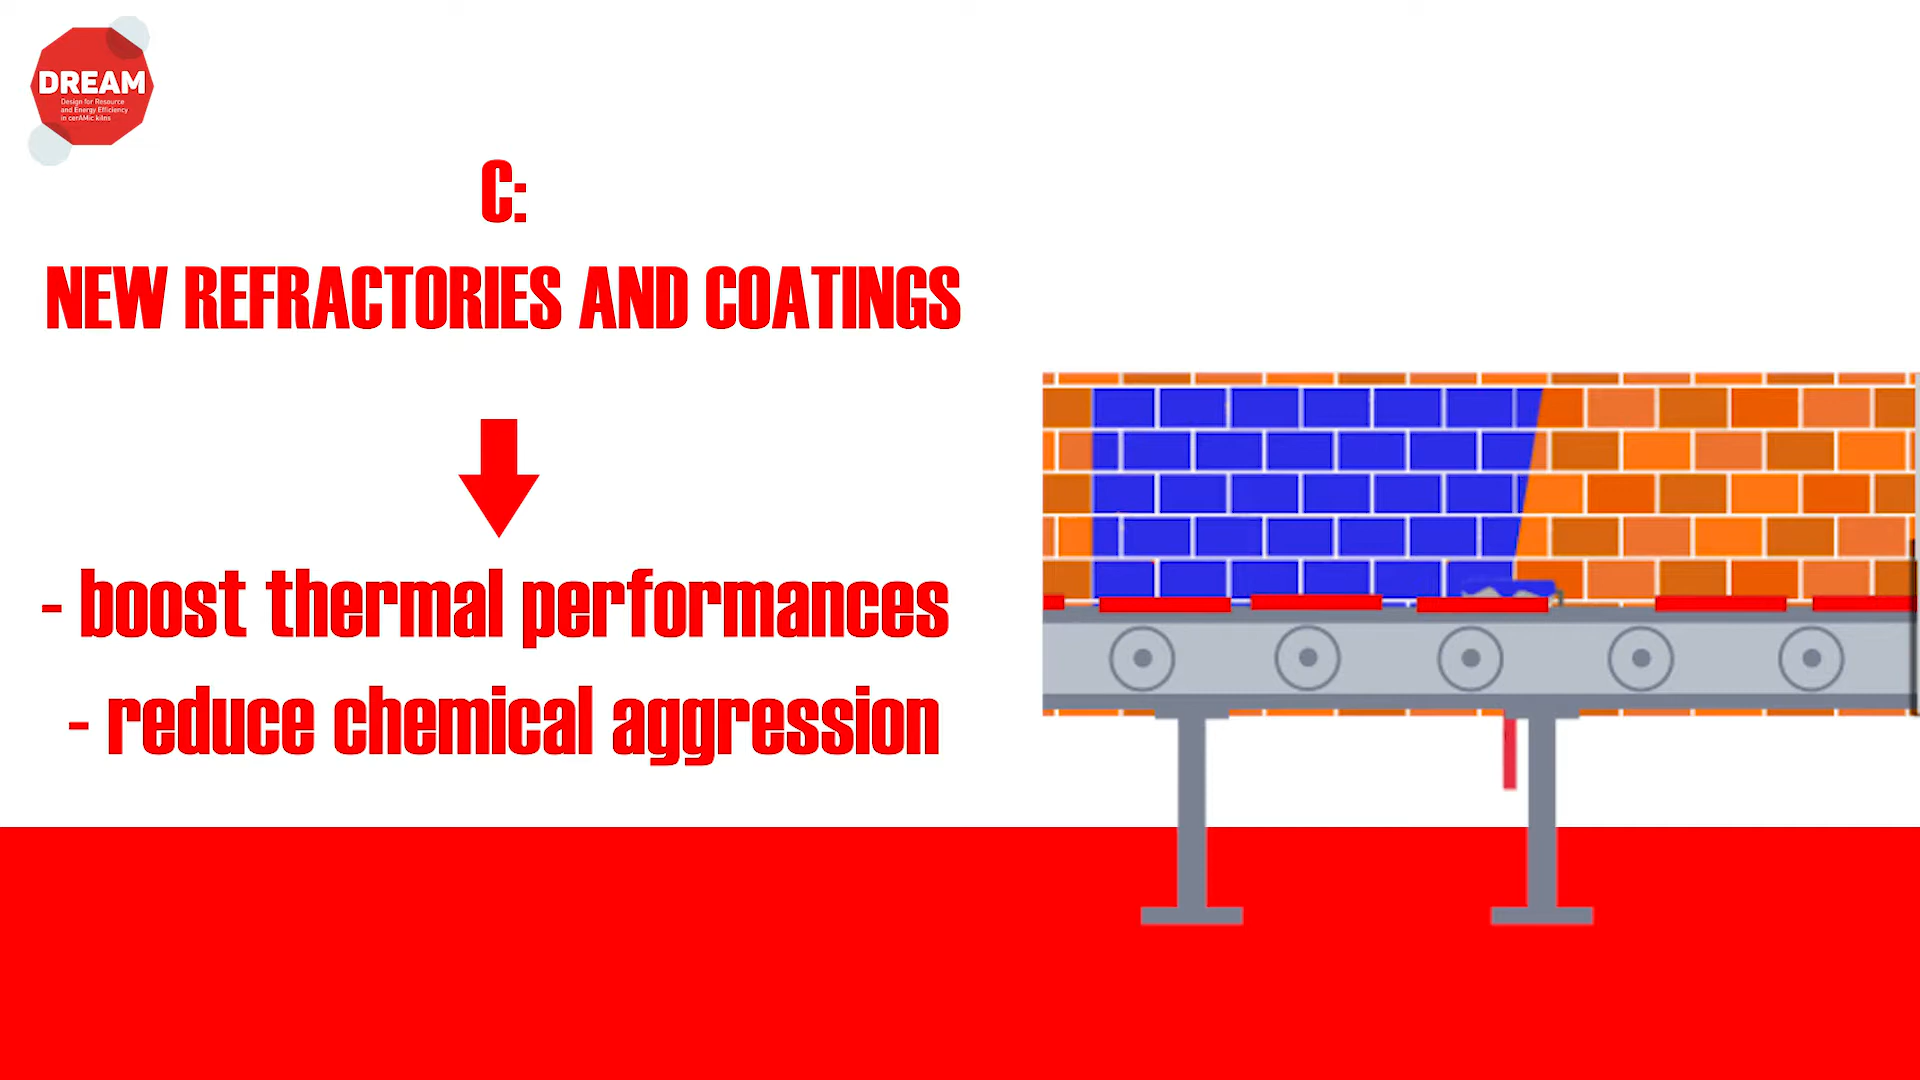 DREAM
Design for Resource
and Energy Efficiency
in cerAMic kilns
C:
NEW REFRACTORIES AND COATINGS
- boost thermal performances
- reduce chemical aggression